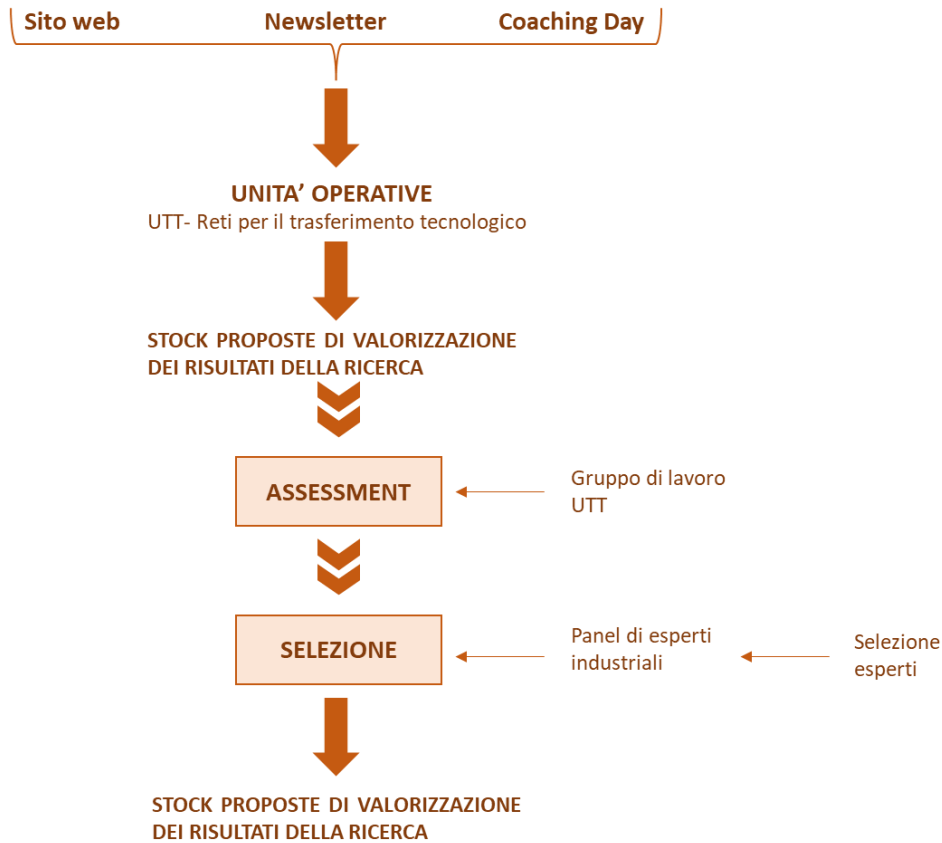 Sito web Newsletter Coaching Day
UNITA' OPERATIVE
UTT- Reti per il trasferimento tecnologico
STOCK PROPOSTE DI VALORIZZAZIONE
DEI RISULTATI DELLA RICERCA
ASSESSMENT
Gruppo di lavoro
UTT
SELEZIONE
Panel di esperti
industriali
Selezione
esperti
STOCK PROPOSTE DI VALORIZZAZIONE
DEI RISULTATI DELLA RICERCA